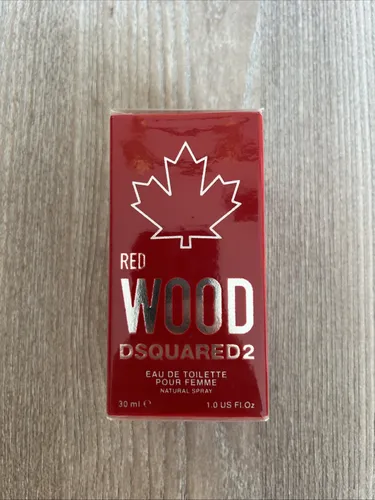 RED
WOOD
DSQUARED2
EAU DE TOILETTE
POUR FEMME
NATURAL SPRAY
30 ml ℮ 1.0 US Fl.Oz